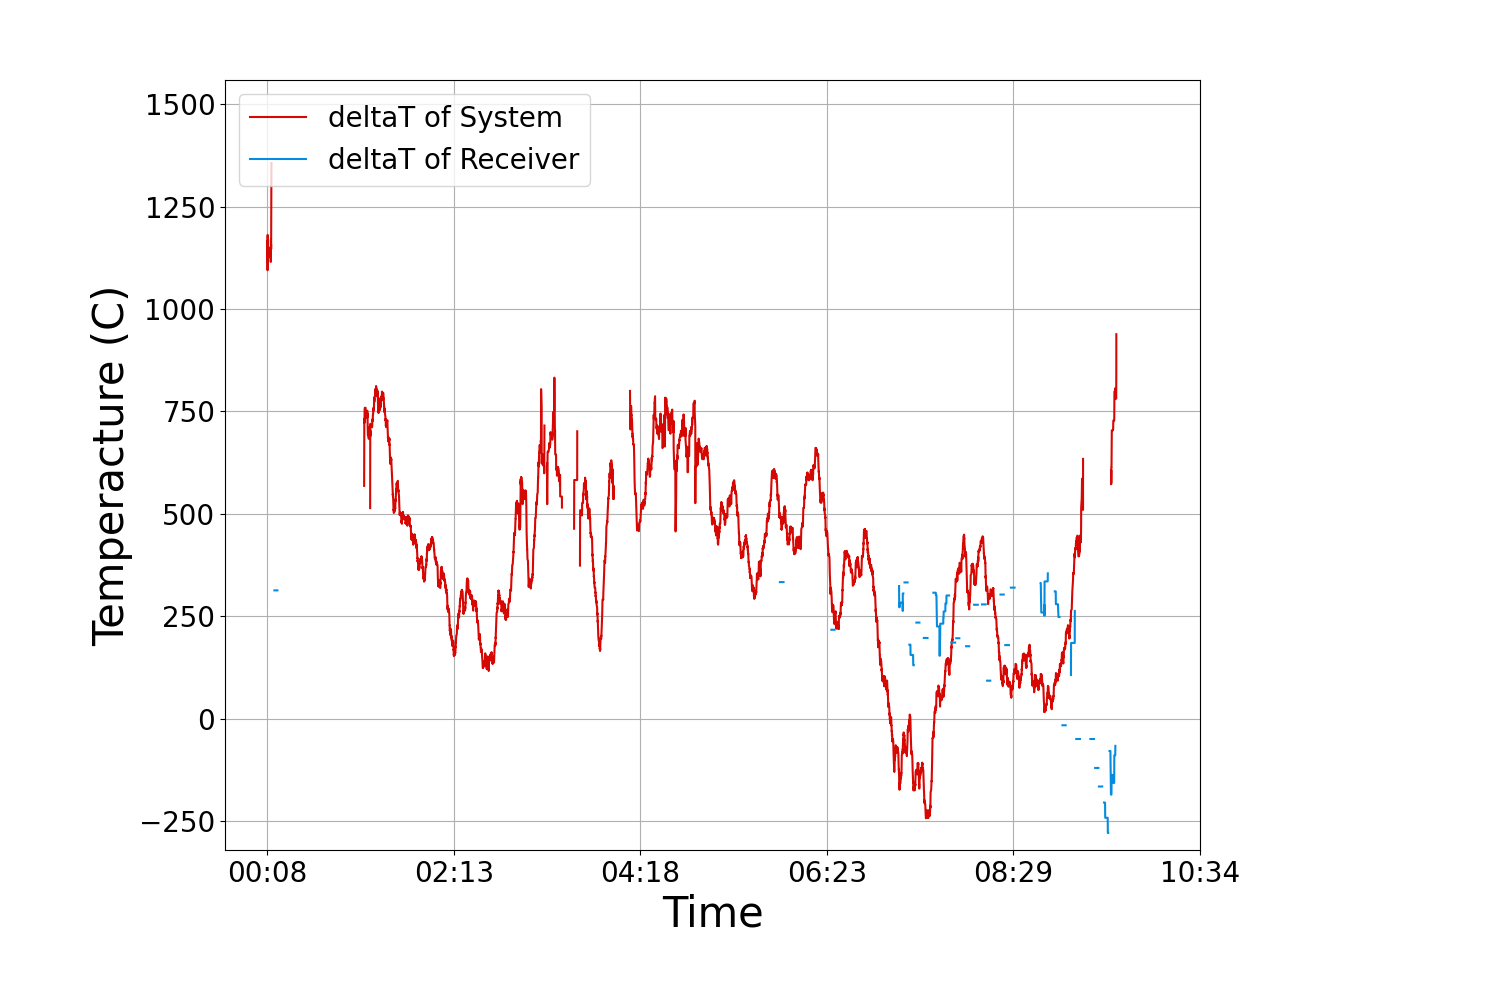 deltaT of System
deltaT of Receiver
1500
1250
1000
750
500
250
0
−250
Temperacture (C)
00:08 02:13 04:18 06:23 08:29 10:34
Time